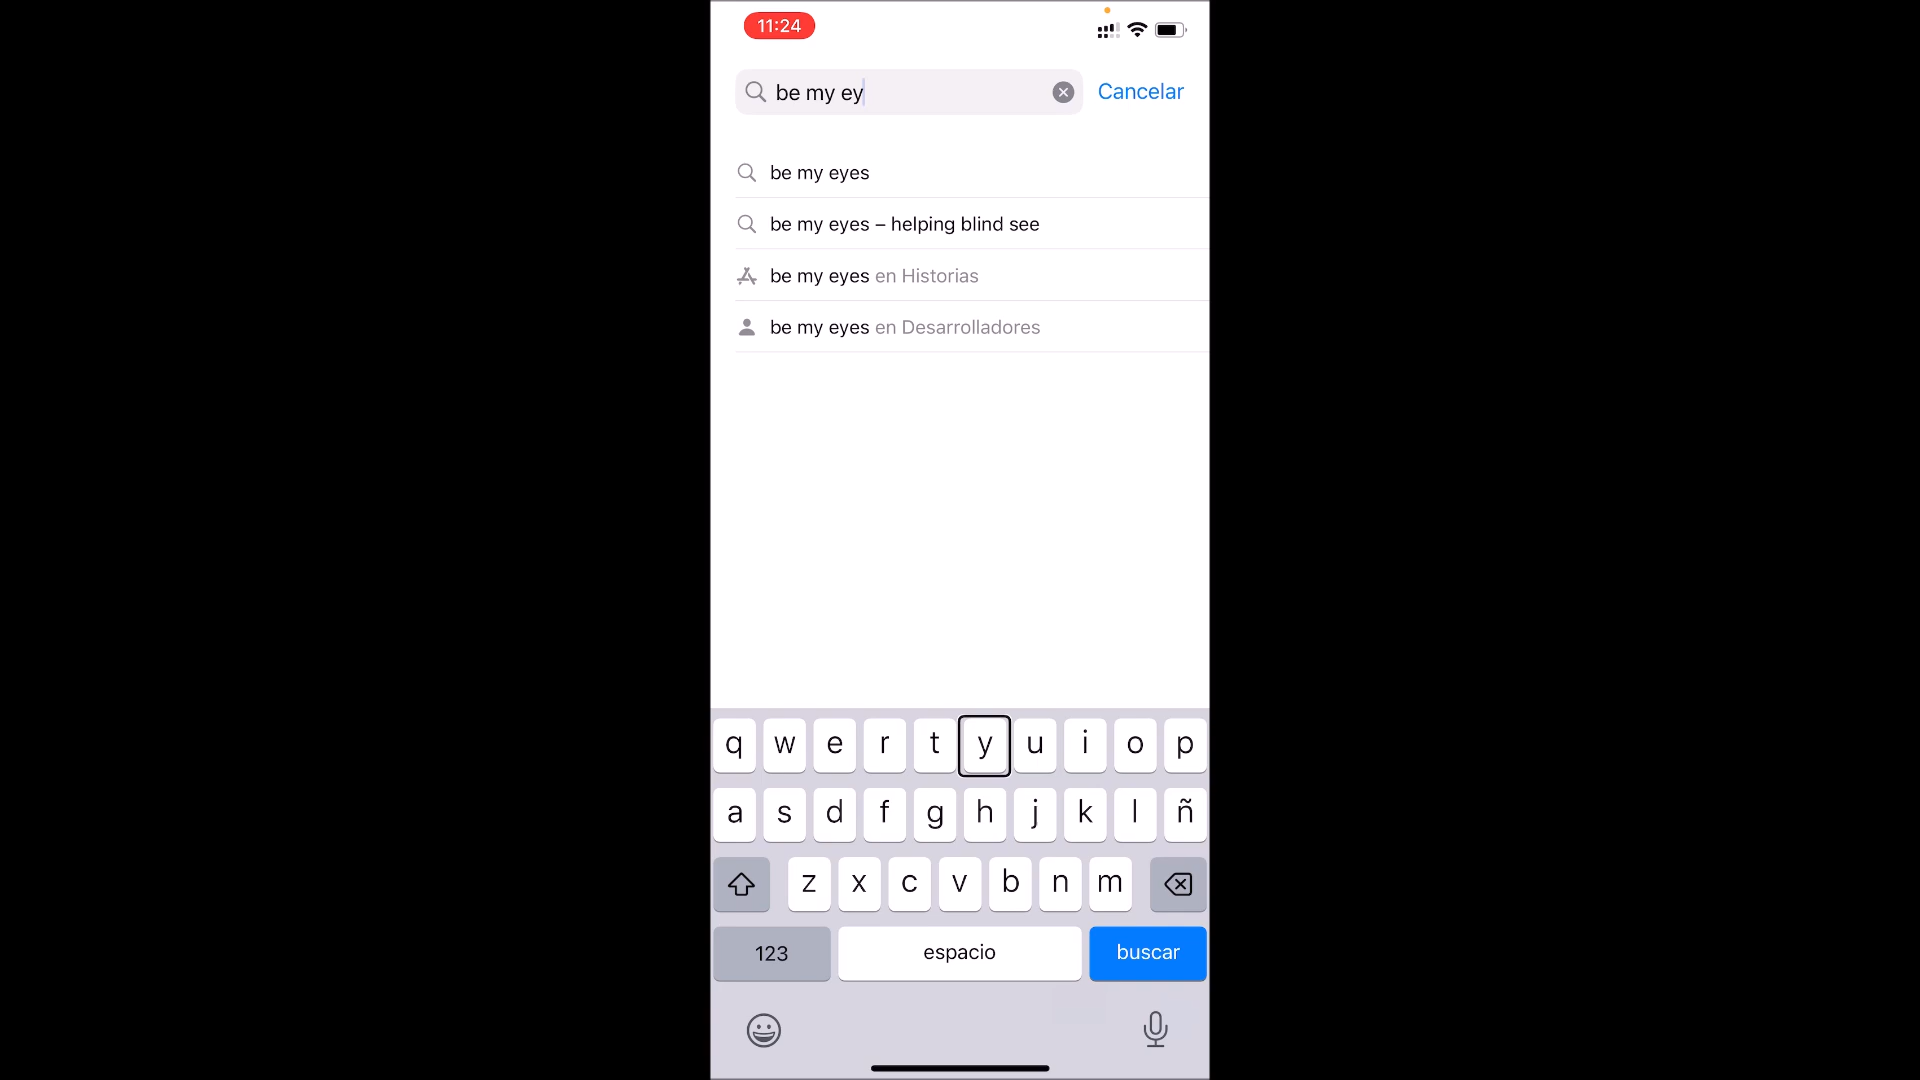 11:24
be my ey
Cancelar
be my eyes
be my eyes – helping blind see
be my eyes en Historias
be my eyes en Desarrolladores
q w e r t y u i o p
a s d f g h j k l ñ
z x c v b n m
123 espacio buscar